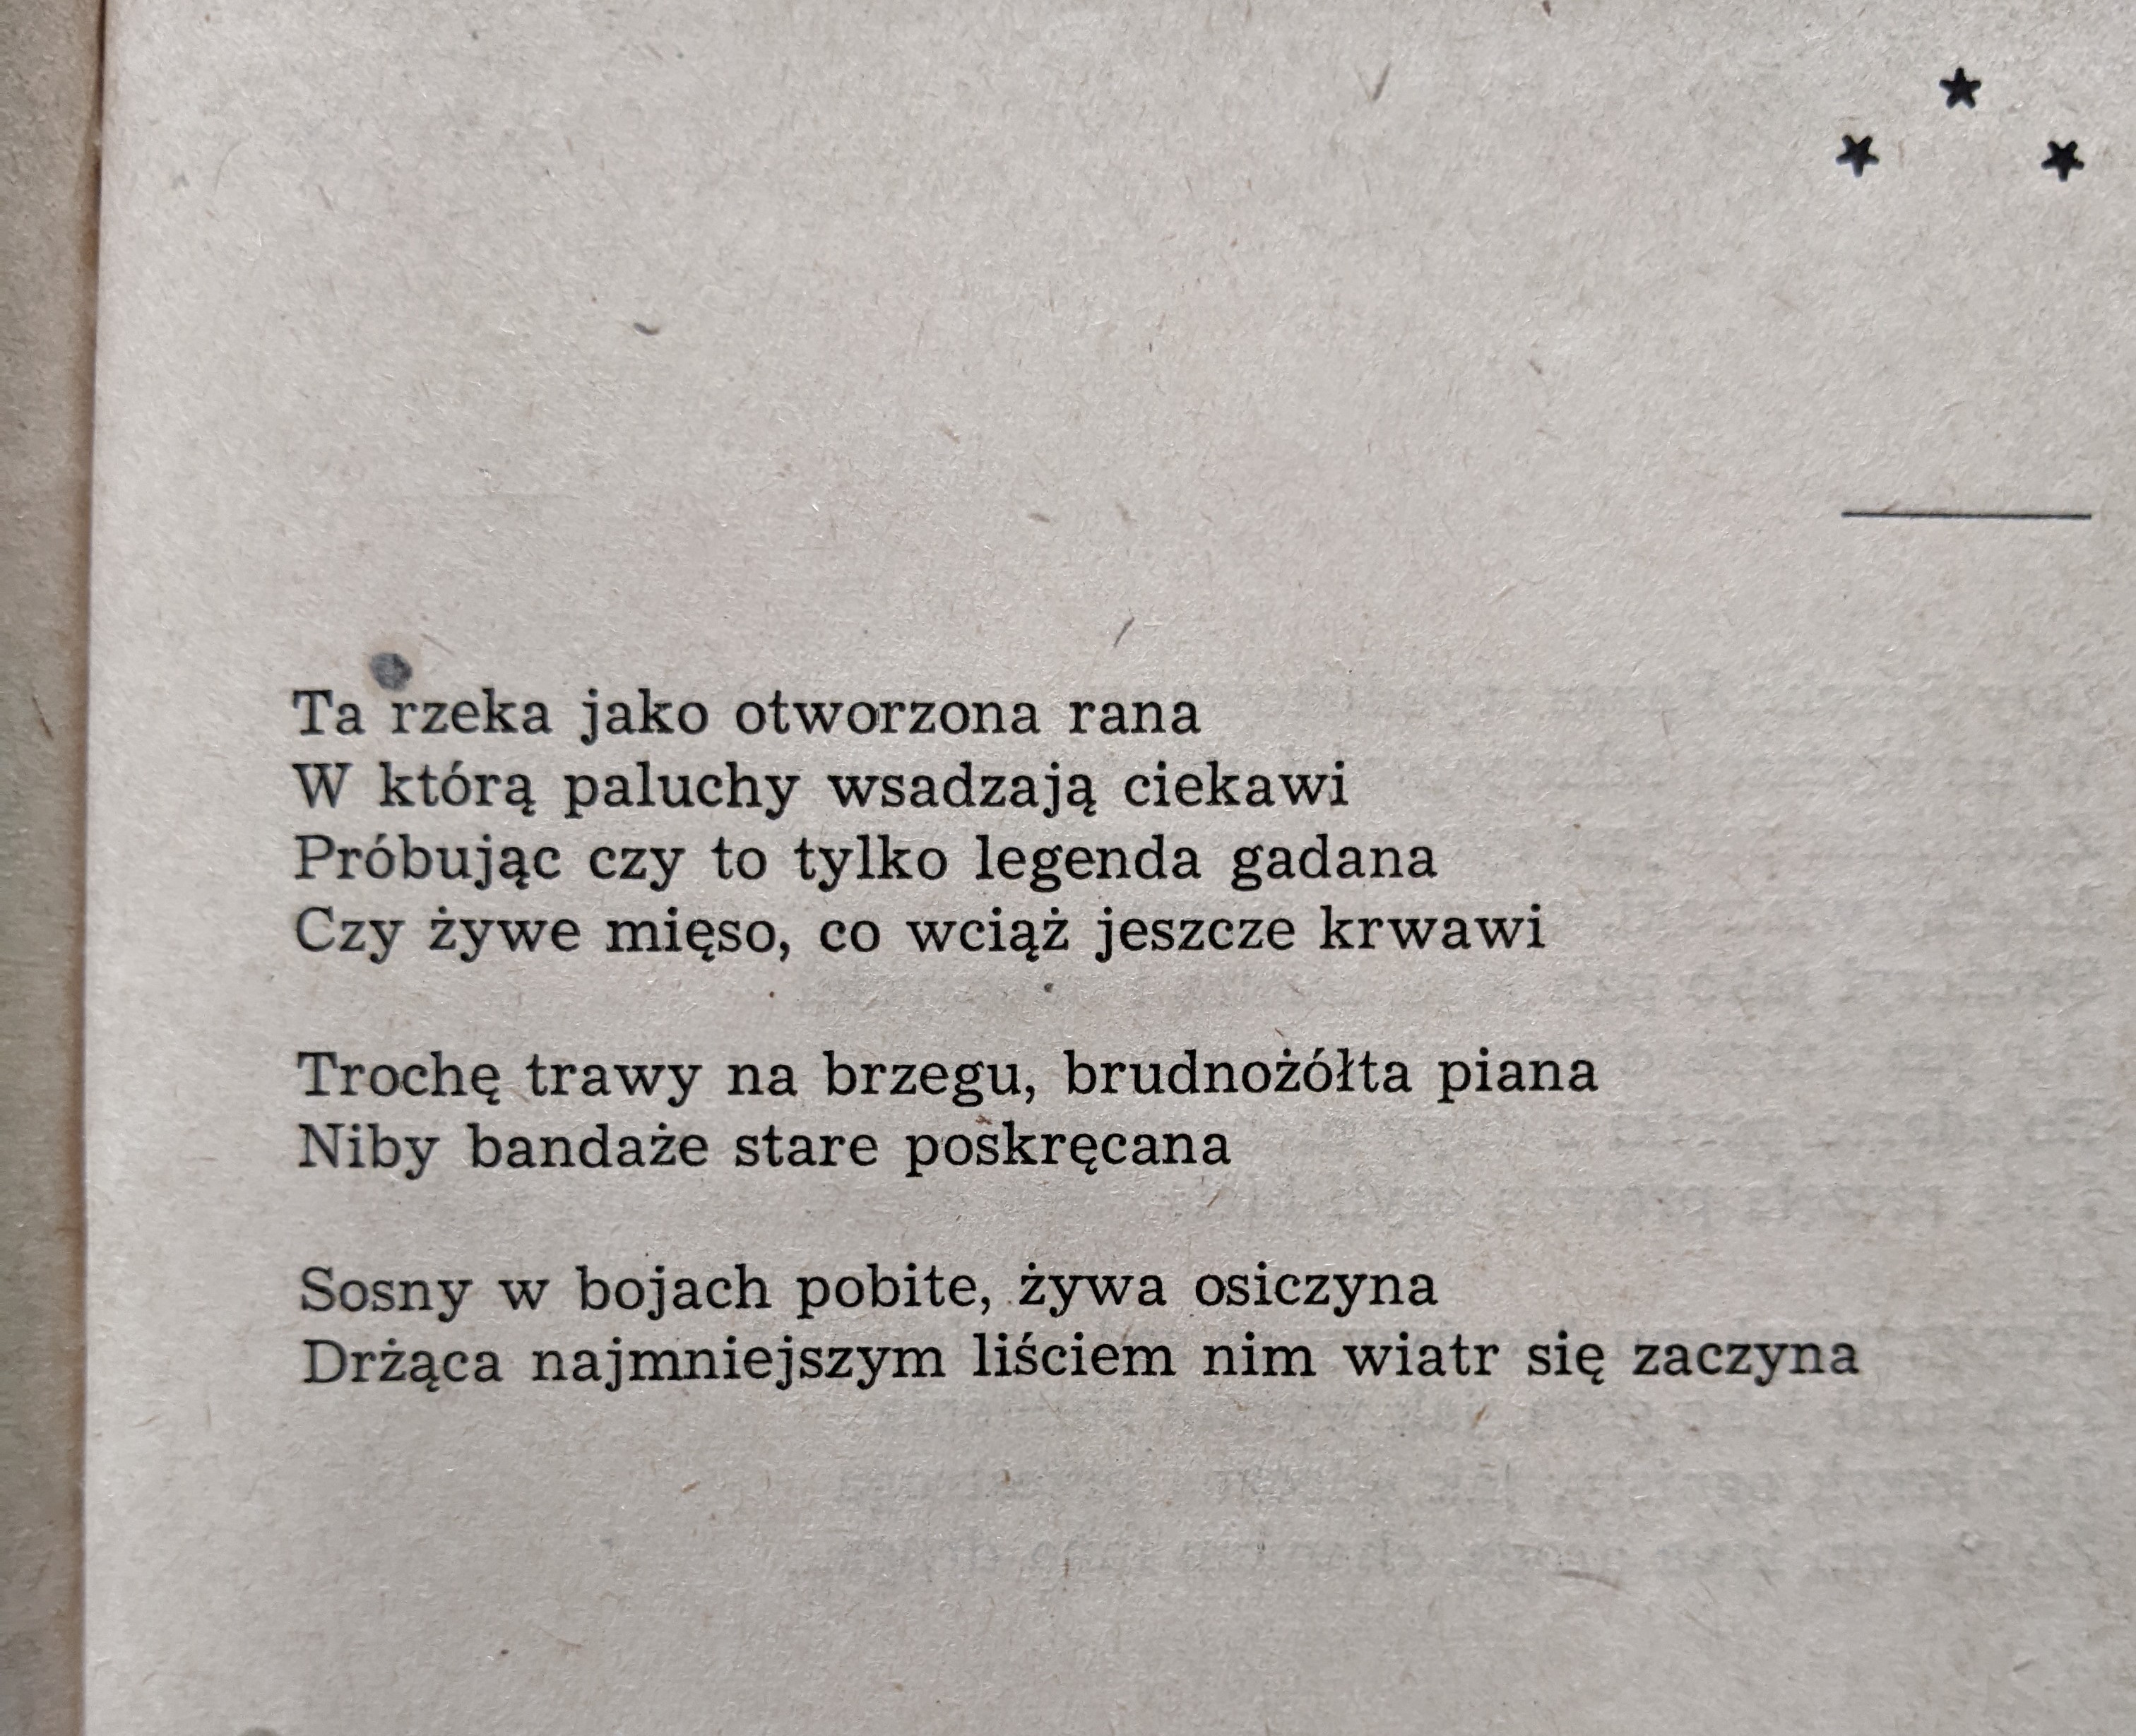 Ta rzeka jako otworzona rana
W którą paluchy wsadzają ciekawi
Próbując czy to tylko legenda gadana
Czy żywe mięso, co wciąż jeszcze krwawi
Trochę trawy na brzegu, brudnożółta piana
Niby bandaże stare poskręcana
Sosny w bojach pobite, żywa osiczyna
Drżąca najmniejszym liściem nim wiatr się zaczyna